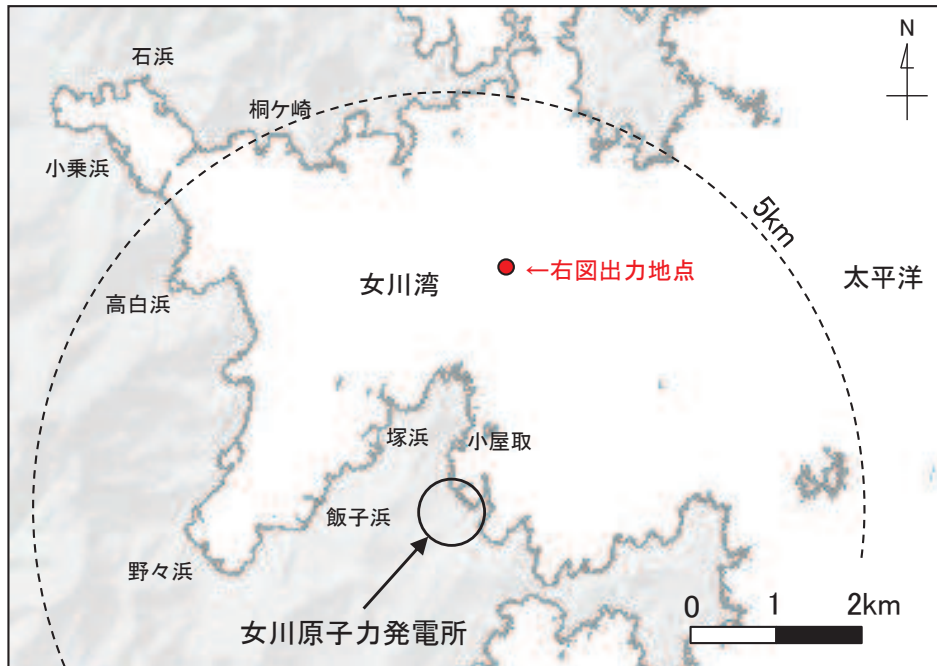 石浜
N
桐ケ崎
小乗浜
5km
←右図出力地点
太平洋
女川湾
高白浜
塚浜
小屋取
飯子浜
野々浜
0 1 2km
女川原子力発電所